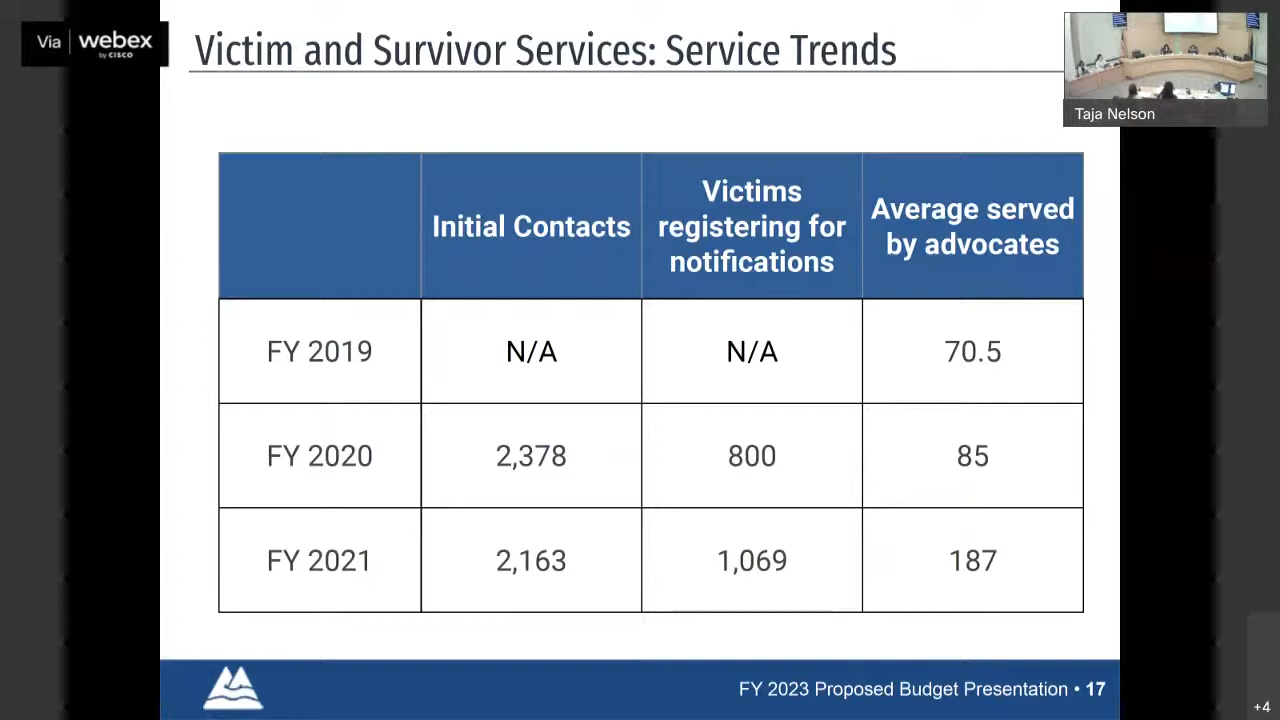 Via webex
by CISCO
Victim and Survivor Services: Service Trends
Taja Nelson
Initial Contacts
Victims
registering for
notifications
Average served
by advocates
FY 2019 N/A N/A 70.5
FY 2020 2,378 800 85
FY 2021 2,163 1,069 187
FY 2023 Proposed Budget Presentation • 17
+4